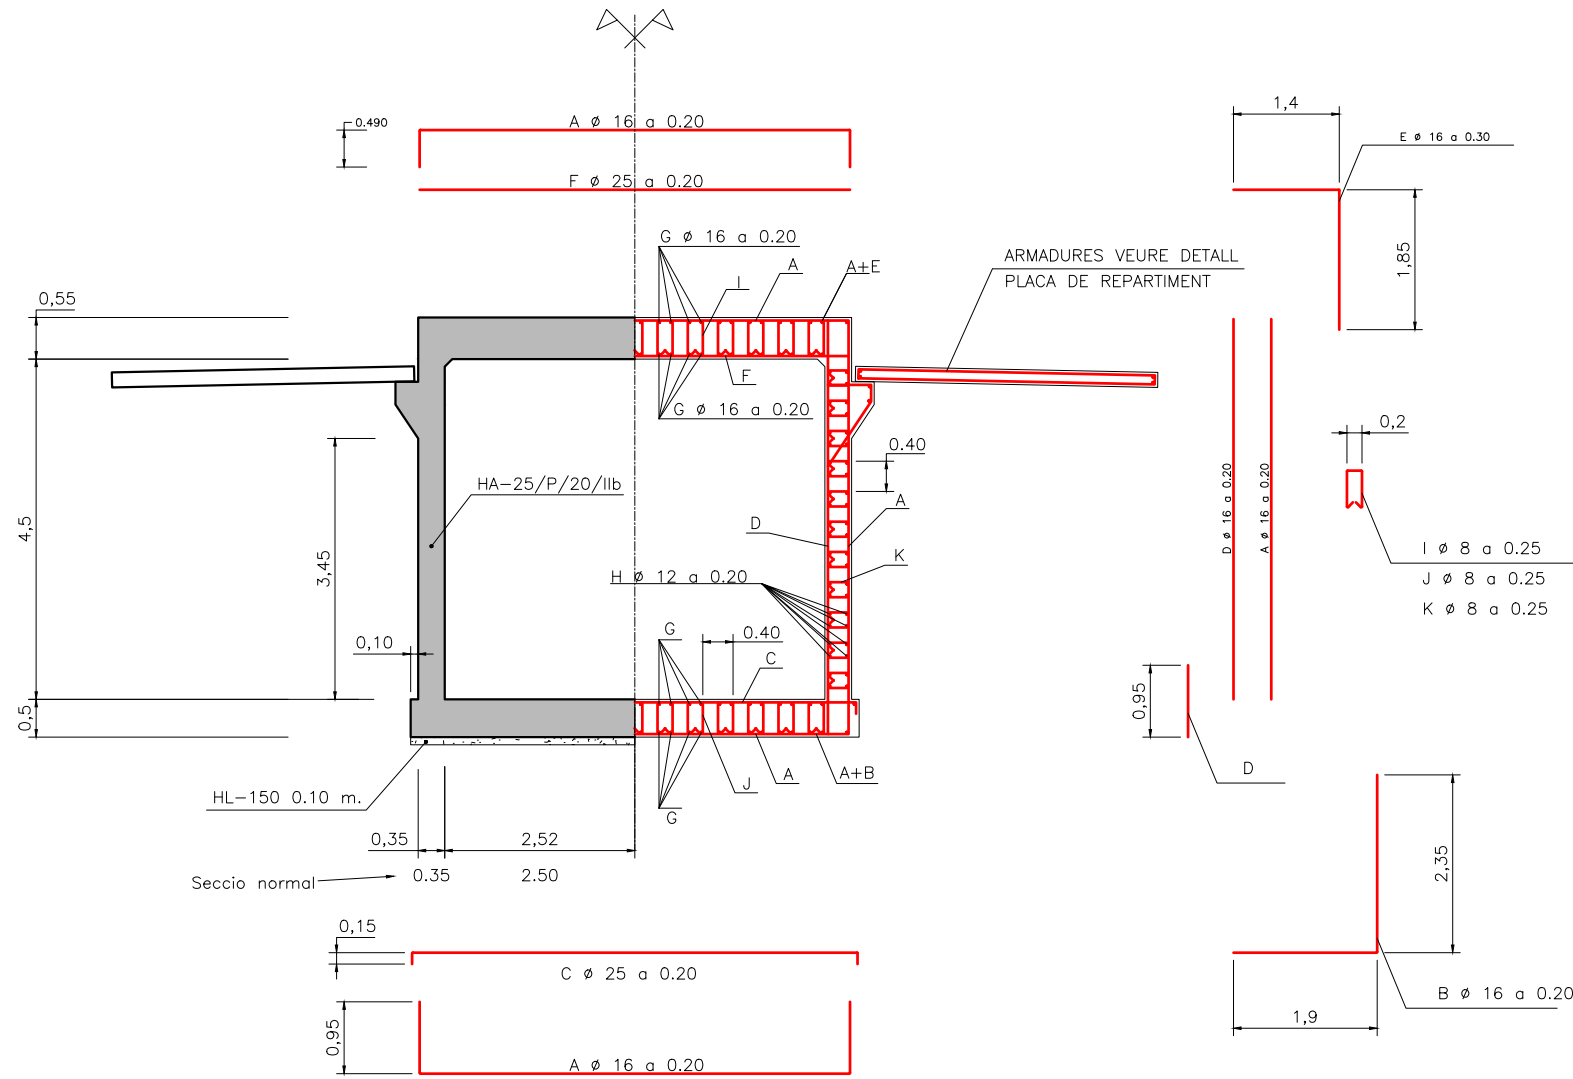 1,4
0.490
A ø 16 a 0.20
E ø 16 a 0.30
F ø 25 a 0.20
G ø 16 a 0.20
ARMADURES VEURE DETALL
PLACA DE REPARTIMENT
1,85
A
A+E
I
0,55
F
G ø 16 a 0.20
0,2
0.40
HA-25/P/20/IIb
A
D
D ø 16 a 0.20
A ø 16 a 0.20
4,5
3,45
K
I ø 8 a 0.25
J ø 8 a 0.25
K ø 8 a 0.25
H ø 12 a 0.20
0,10
G
0.40
C
0,95
0,5
D
A
A+B
J
HL-150 0.10 m.
G
0,35
2,52
2,35
Seccio normal
0.35
2.50
0,15
C ø 25 a 0.20
B ø 16 a 0.20
1,9
0,95
A ø 16 a 0.20